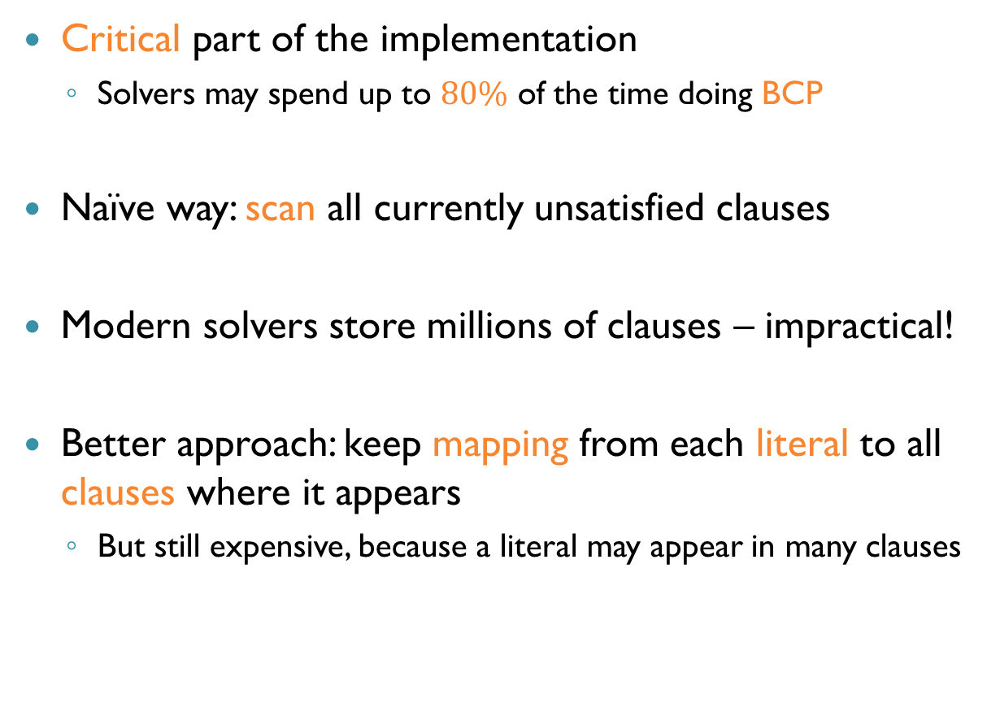 • Critical part of the implementation
◦ Solvers may spend up to 80% of the time doing BCP
• Naïve way: scan all currently unsatisfied clauses
• Modern solvers store millions of clauses – impractical!
• Better approach: keep mapping from each literal to all
clauses where it appears
◦ But still expensive, because a literal may appear in many clauses